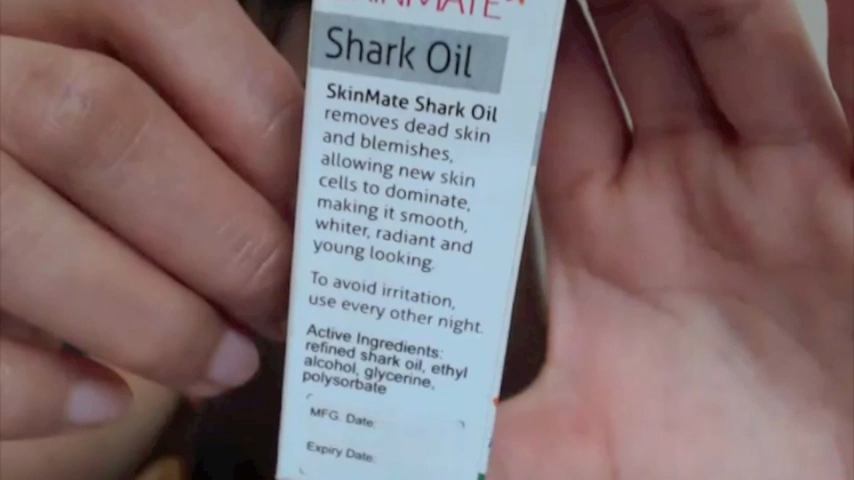 SKINMATE
Shark Oil
SkinMate Shark Oil
removes dead skin
and blemishes,
allowing new skin
cells to dominate,
making it smooth,
whiter, radiant and
young looking.
To avoid irritation,
use every other night.
Active Ingredients:
refined shark oil, ethyl
alcohol, glycerine,
polysorbate
MFG. Date:
Expiry Date: